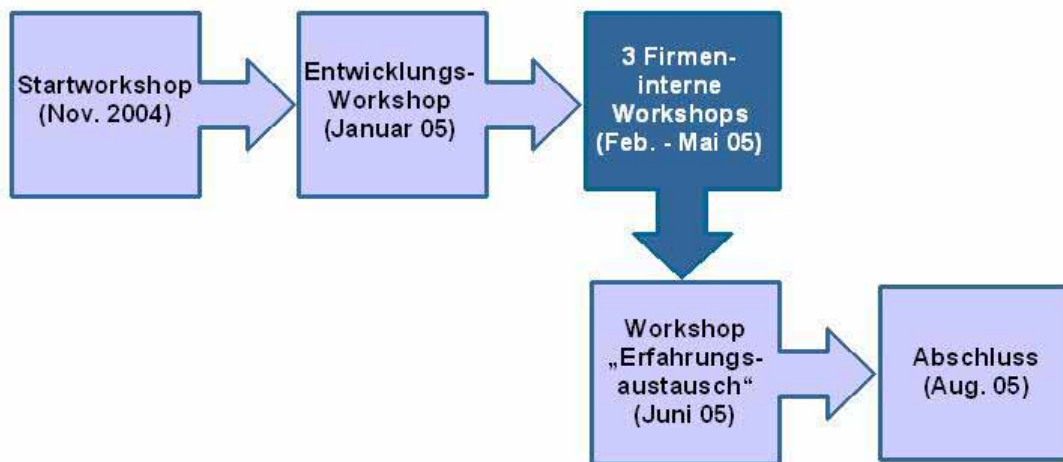 Startworkshop
(Nov. 2004)
Entwicklungs-
Workshop
(Januar 05)
3 Firmen-
interne
Workshops
(Feb. - Mai 05)
Workshop
„Erfahrungs-
austausch“
(Juni 05)
Abschluss
(Aug. 05)